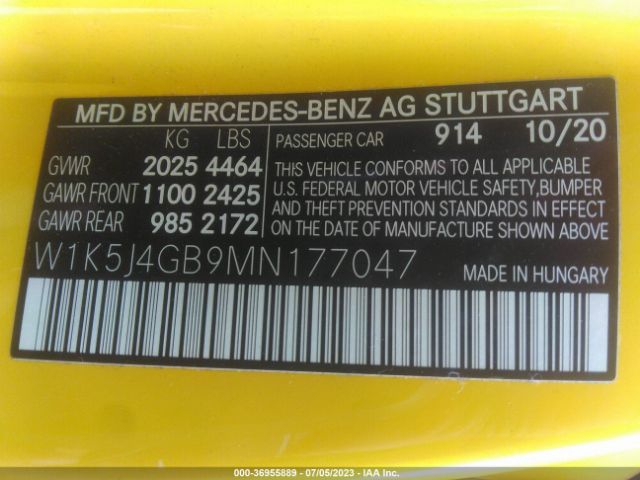 MFD BY MERCEDES-BENZ AG STUTTGART
KG LBS
GVWR 2025 4464
GAWR FRONT 1100 2425
GAWR REAR 985 2172
PASSENGER CAR 914 10/20
THIS VEHICLE CONFORMS TO ALL APPLICABLE
U.S. FEDERAL MOTOR VEHICLE SAFETY,BUMPER
AND THEFT PREVENTION STANDARDS IN EFFECT
ON THE DATE OF MANUFACTURE SHOWN ABOVE.
W1K5J4GB9MN177047
MADE IN HUNGARY
000-36955889 - 07/05/2023 - IAA Inc.